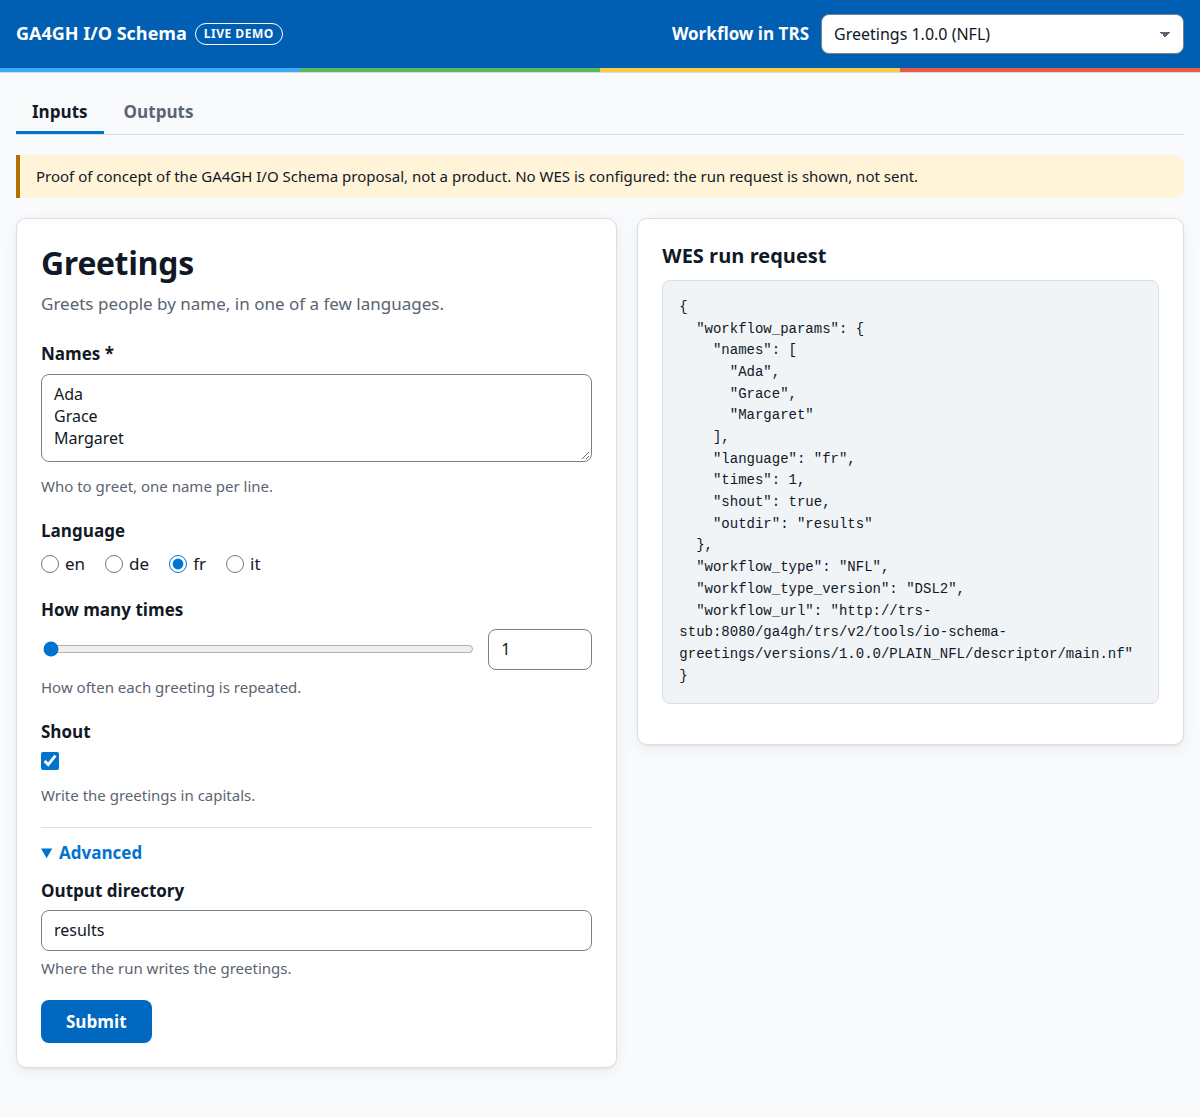 GA4GH I/O Schema LIVE DEMO
Workflow in TRS Greetings 1.0.0 (NFL)
Inputs Outputs
Proof of concept of the GA4GH I/O Schema proposal, not a product. No WES is configured: the run request is shown, not sent.
Greetings
Greets people by name, in one of a few languages.
Names *
Ada
Grace
Margaret
Who to greet, one name per line.
Language
en de fr it
How many times
1
How often each greeting is repeated.
Shout
Write the greetings in capitals.
Advanced
Output directory
results
Where the run writes the greetings.
Submit
WES run request
{
  "workflow_params": {
    "names": [
      "Ada",
      "Grace",
      "Margaret"
    ],
    "language": "fr",
    "times": 1,
    "shout": true,
    "outdir": "results"
  },
  "workflow_type": "NFL",
  "workflow_type_version": "DSL2",
  "workflow_url": "http://trs-
stub:8080/ga4gh/trs/v2/tools/io-schema-
greetings/versions/1.0.0/PLAIN_NFL/descriptor/main.nf"
}